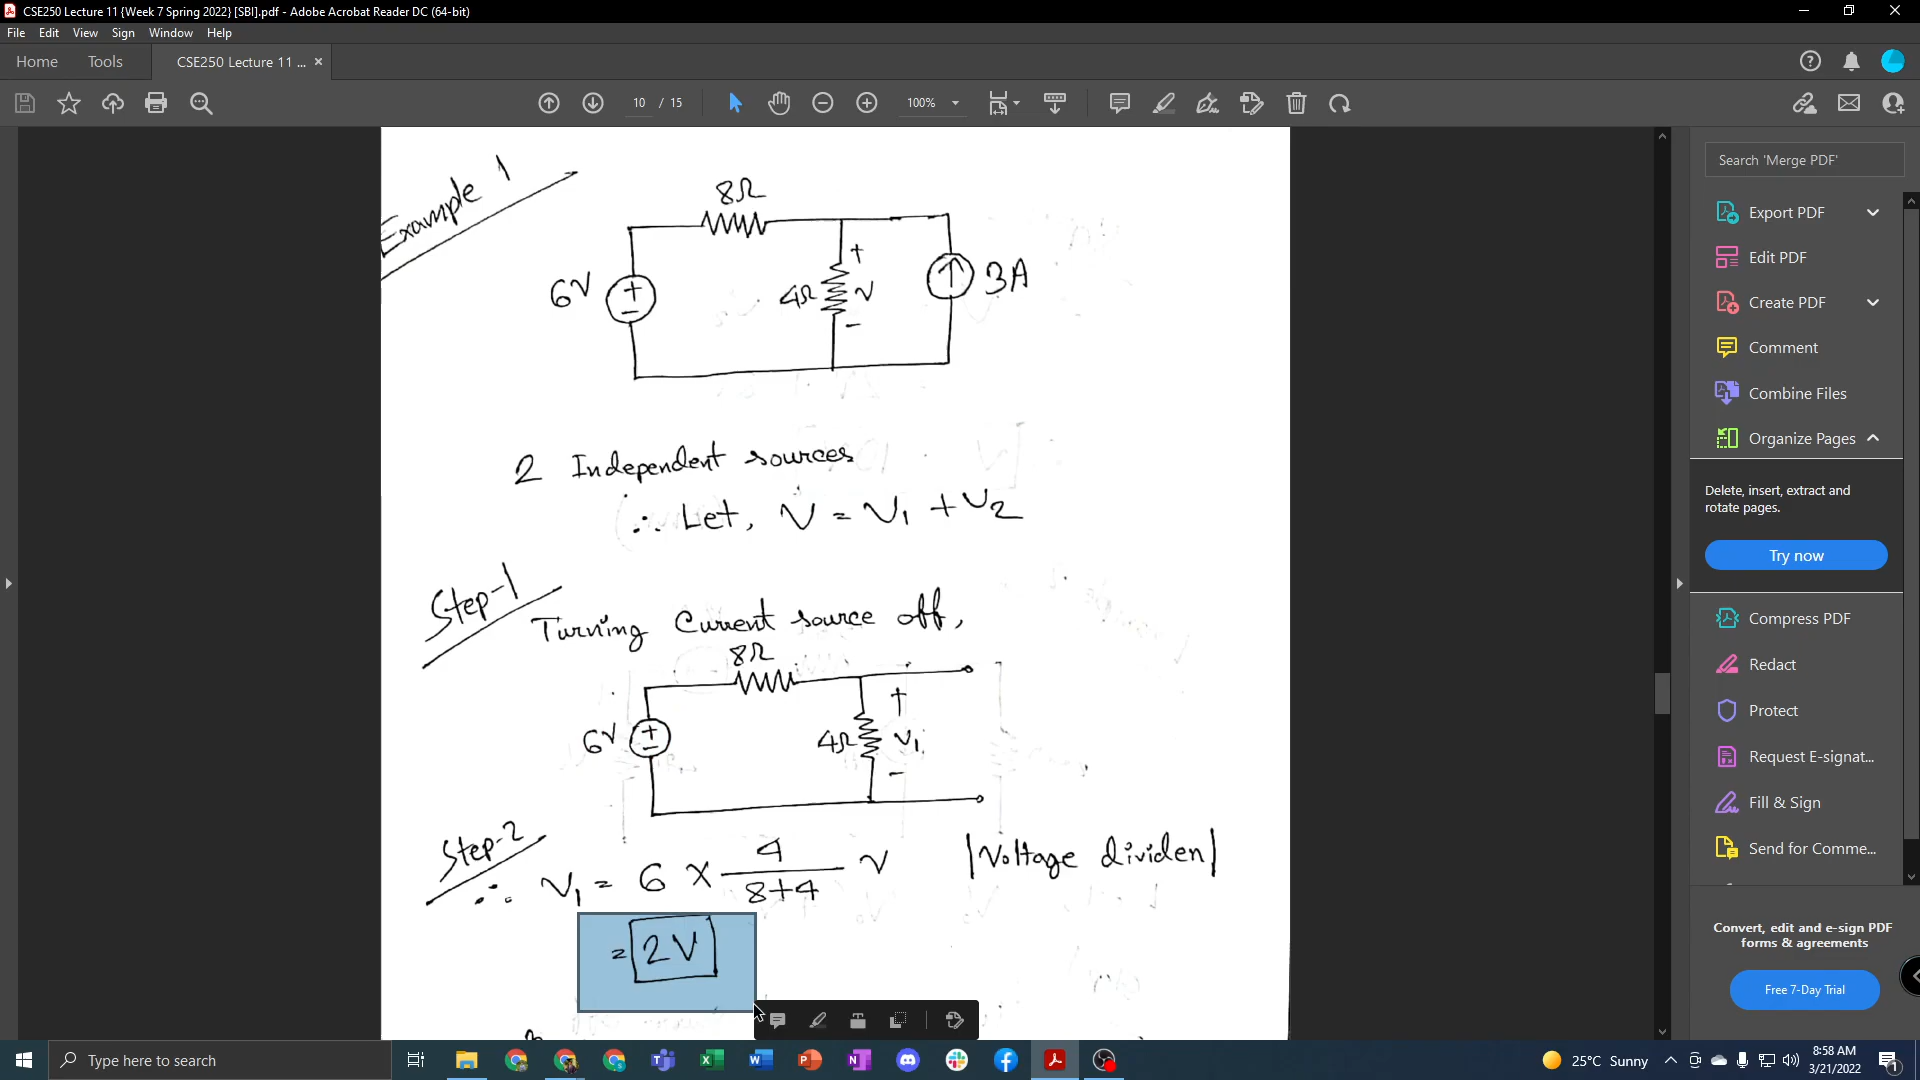 CSE250 Lecture 11 {Week 7 Spring 2022} [SBI].pdf - Adobe Acrobat Reader DC (64-bit)
File Edit View Sign Window Help
Home Tools CSE250 Lecture 11 ... ×
10 / 15 100%
Example 1
8Ω
6V + − 4Ω + v − 3A
2 Independent sources
∴ Let, V = V₁ + V₂
Step-1
Turning Current source off,
8Ω
6V + − 4Ω + v₁ −
Step-2
∴ V₁ = 6 × 4/(8+4) V |Voltage dividen|
= 2V
Search 'Merge PDF'
Export PDF
Edit PDF
Create PDF
Comment
Combine Files
Organize Pages
Delete, insert, extract and
rotate pages.
Try now
Compress PDF
Redact
Protect
Request E-signat...
Fill & Sign
Send for Comme...
Convert, edit and e-sign PDF
forms & agreements
Free 7-Day Trial
Type here to search
25°C Sunny
8:58 AM
3/21/2022
1